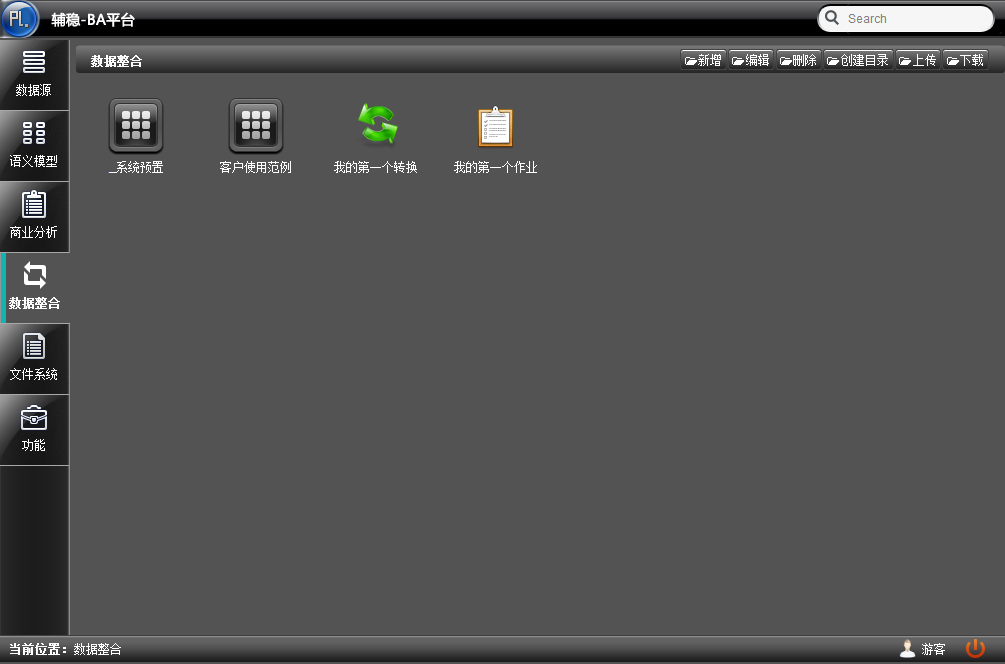 PL.
辅稳-BA平台
Search
数据源
语义模型
商业分析
数据整合
文件系统
功能
数据整合
新增 编辑 删除 创建目录 上传 下载
_系统预置
客户使用范例
我的第一个转换
我的第一个作业
当前位置：数据整合
游客